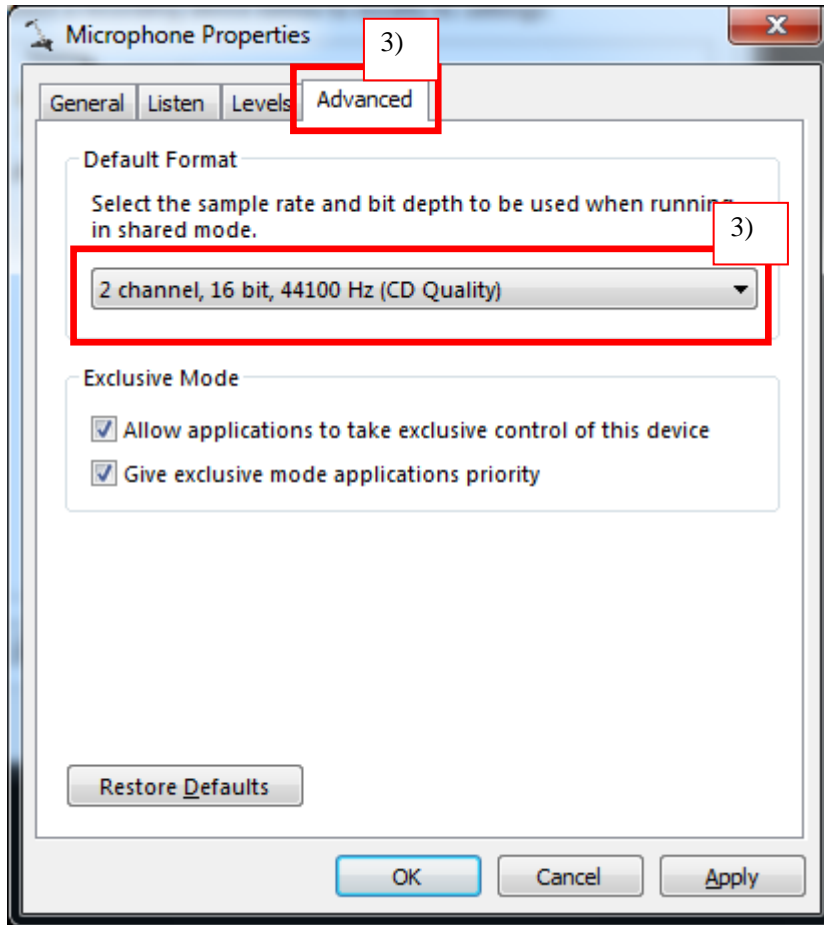 Microphone Properties
3)
General Listen Levels Advanced
Default Format
Select the sample rate and bit depth to be used when running
in shared mode.
3)
2 channel, 16 bit, 44100 Hz (CD Quality)
Exclusive Mode
Allow applications to take exclusive control of this device
Give exclusive mode applications priority
Restore Defaults
OK Cancel Apply